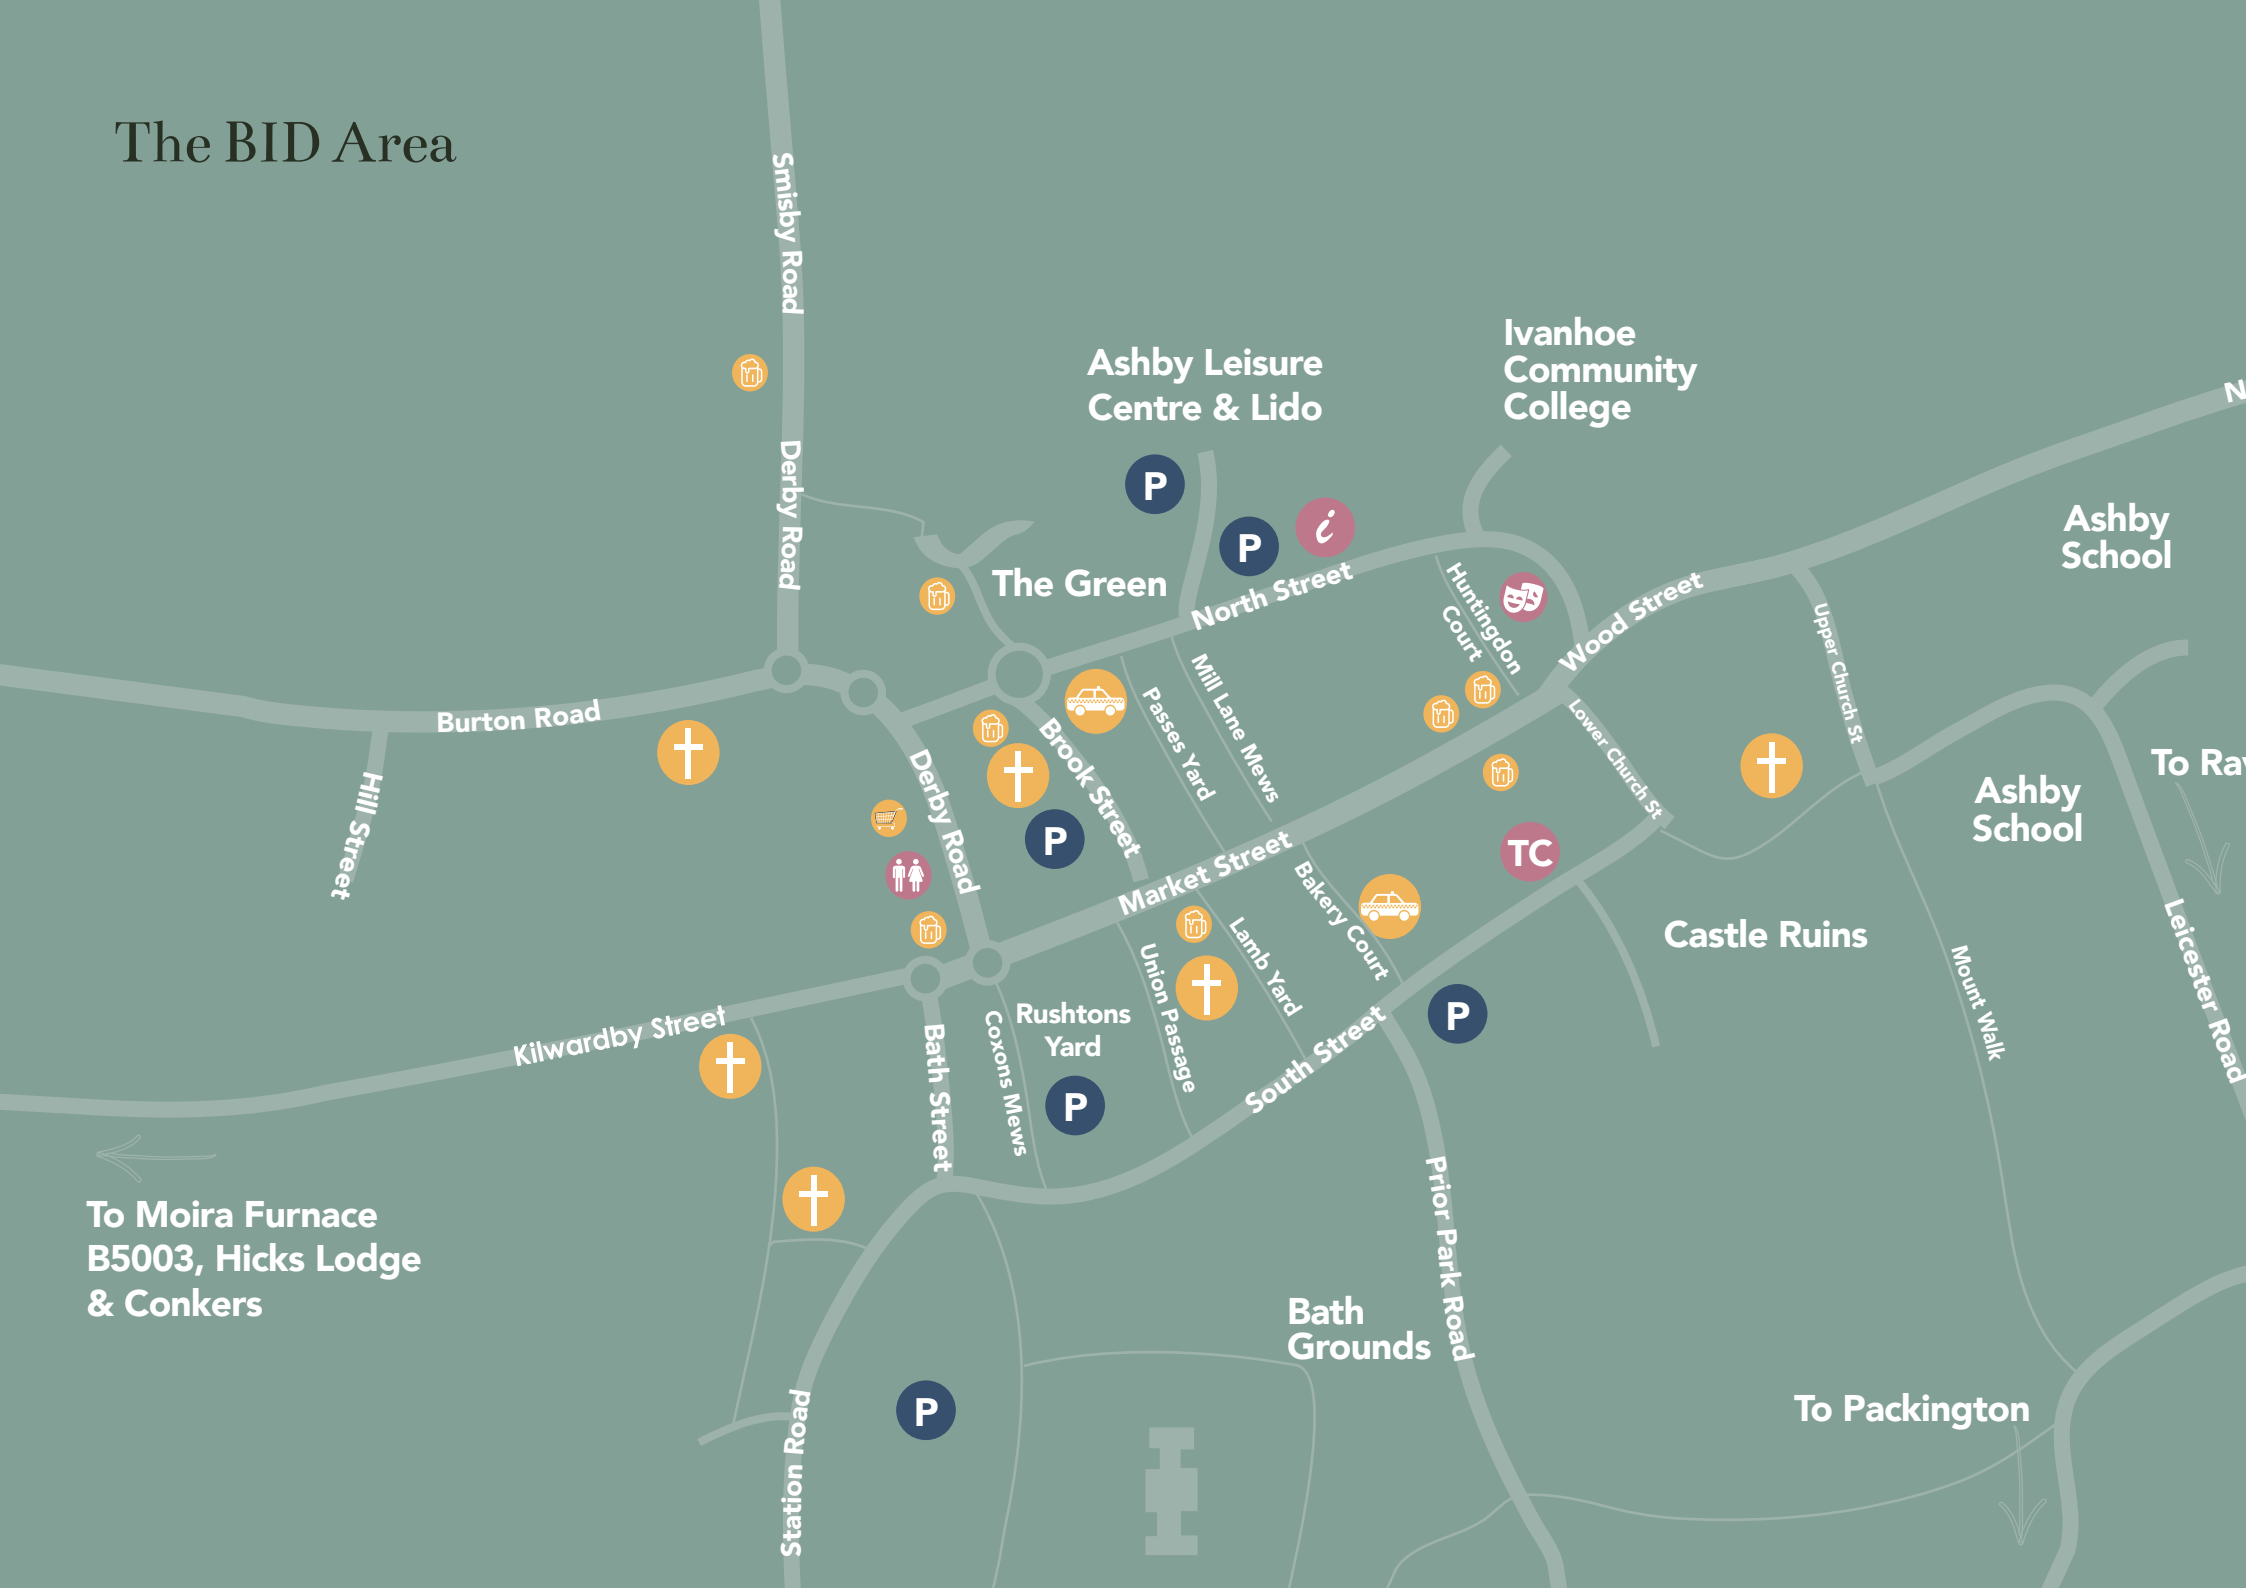 The BID Area
Smisby Road
Derby Road
Ashby Leisure
Centre & Lido
Ivanhoe
Community
College
P
P
i
The Green
North Street
Huntingdon
Court
Wood Street
Upper Church St
Ashby
School
N
Burton Road
Hill Street
Derby Road
Brook Street
Passes Yard
Mill Lane Mews
Lower Church St
P
Market Street
TC
Ashby
School
To Rav
Bakery Court
Castle Ruins
Leicester Road
Mount Walk
Kilwardby Street
Bath Street
Coxons Mews
Rushtons
Yard
P
Union Passage
Lamb Yard
South Street
P
To Moira Furnace
B5003, Hicks Lodge
& Conkers
Prior Park Road
Bath
Grounds
To Packington
P
Station Road